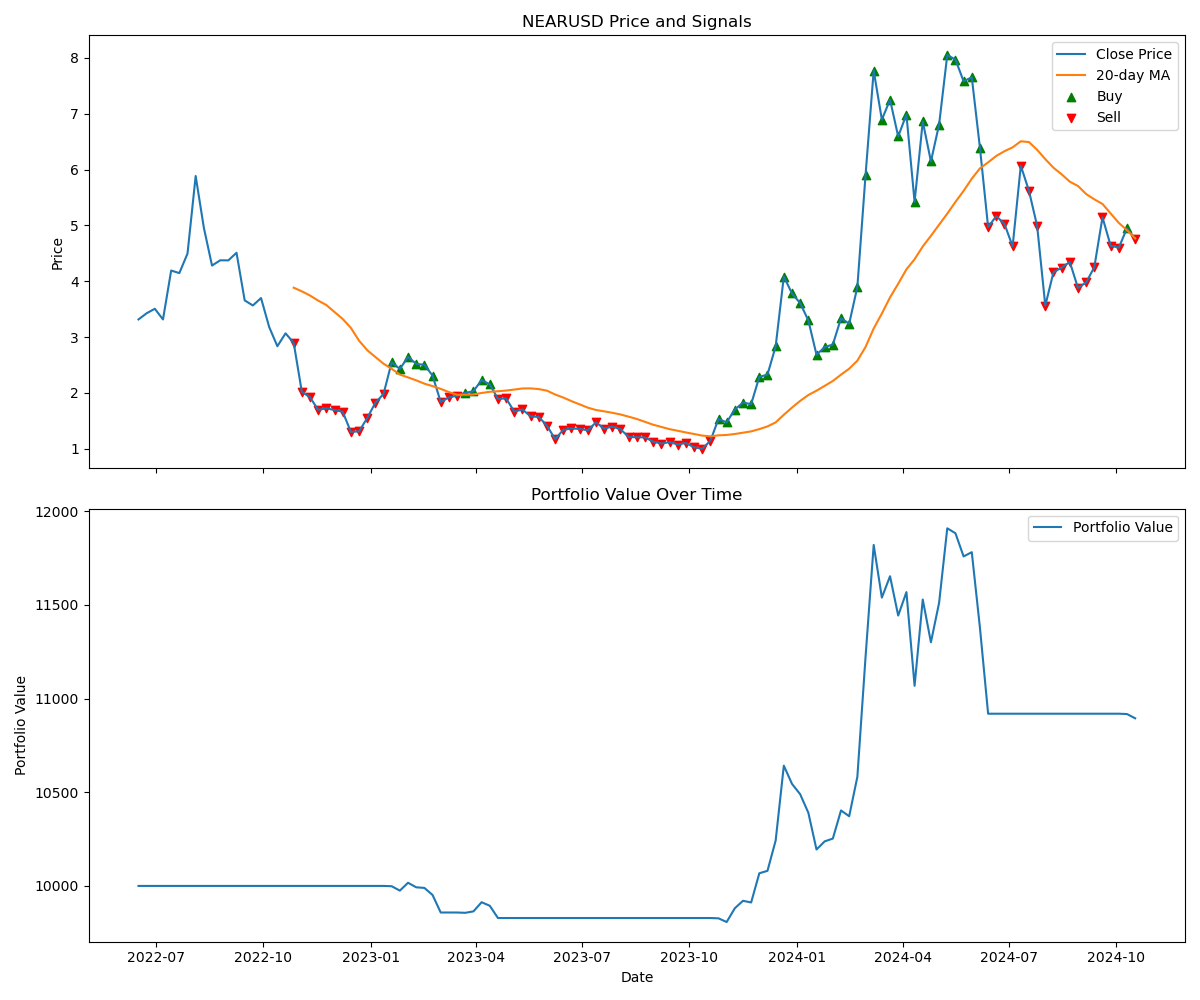 NEARUSD Price and Signals
Close Price
20-day MA
Buy
Sell
Price
8
7
6
5
4
3
2
1
Portfolio Value Over Time
Portfolio Value
Portfolio Value
12000
11500
11000
10500
10000
2022-07 2022-10 2023-01 2023-04 2023-07 2023-10 2024-01 2024-04 2024-07 2024-10
Date